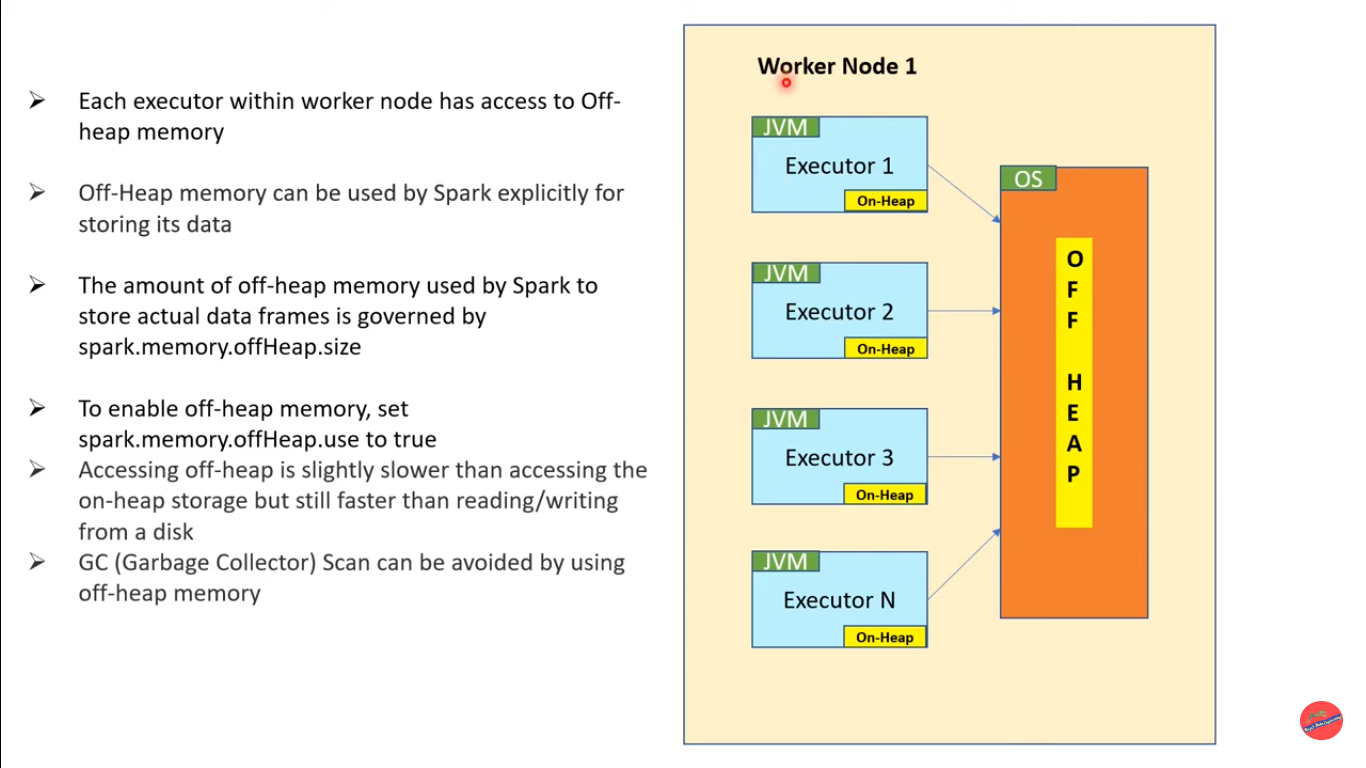 ➢ Each executor within worker node has access to Off-
heap memory
➢ Off-Heap memory can be used by Spark explicitly for
storing its data
➢ The amount of off-heap memory used by Spark to
store actual data frames is governed by
spark.memory.offHeap.size
➢ To enable off-heap memory, set
spark.memory.offHeap.use to true
➢ Accessing off-heap is slightly slower than accessing the
on-heap storage but still faster than reading/writing
from a disk
➢ GC (Garbage Collector) Scan can be avoided by using
off-heap memory
Worker Node 1
JVM
Executor 1
On-Heap
JVM
Executor 2
On-Heap
JVM
Executor 3
On-Heap
JVM
Executor N
On-Heap
OS
OFF HEAP